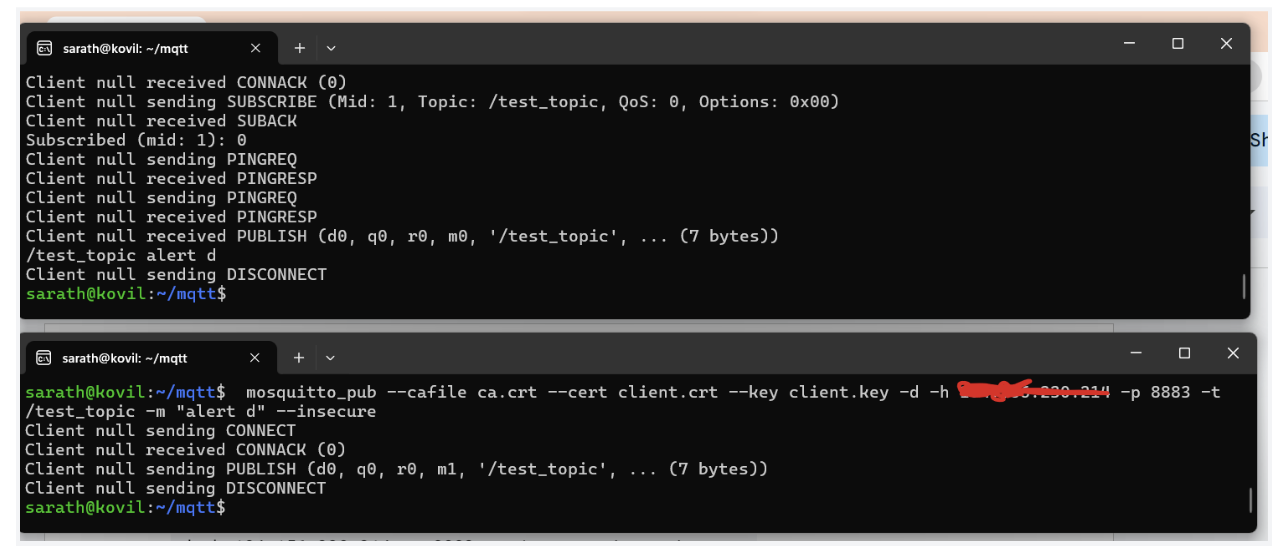 sarath@kovil: ~/mqtt
Client null received CONNACK (0)
Client null sending SUBSCRIBE (Mid: 1, Topic: /test_topic, QoS: 0, Options: 0x00)
Client null received SUBACK
Subscribed (mid: 1): 0
Client null sending PINGREQ
Client null received PINGRESP
Client null sending PINGREQ
Client null received PINGRESP
Client null received PUBLISH (d0, q0, r0, m0, '/test_topic', ... (7 bytes))
/test_topic alert d
Client null sending DISCONNECT
sarath@kovil:~/mqtt$
sarath@kovil: ~/mqtt
sarath@kovil:~/mqtt$ mosquitto_pub --cafile ca.crt --cert client.crt --key client.key -d -h -p 8883 -t
/test_topic -m "alert d" --insecure
Client null sending CONNECT
Client null received CONNACK (0)
Client null sending PUBLISH (d0, q0, r0, m1, '/test_topic', ... (7 bytes))
Client null sending DISCONNECT
sarath@kovil:~/mqtt$